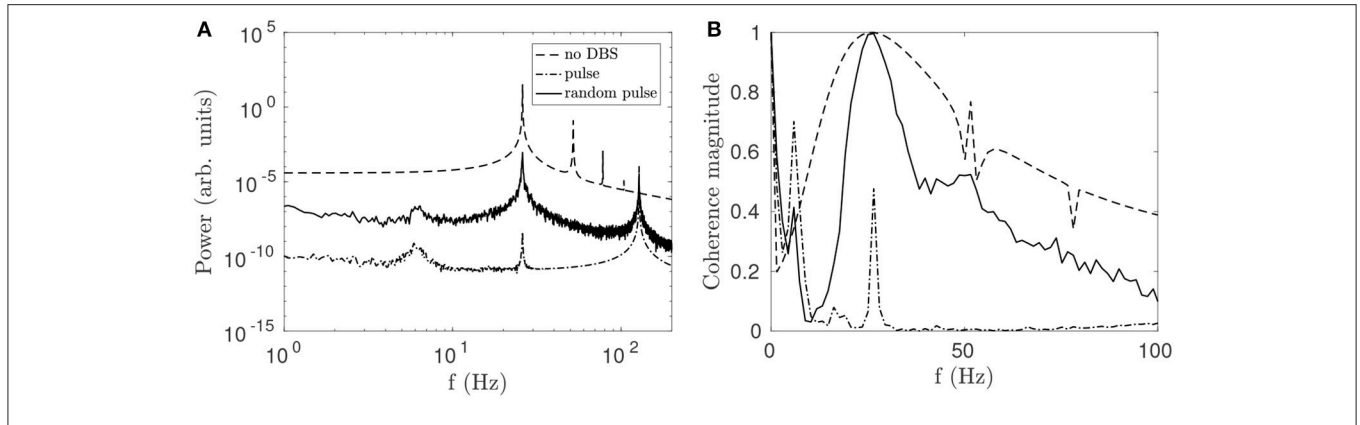 A
Power (arb. units)
10^5
10^0
10^-5
10^-10
10^-15
no DBS
pulse
random pulse
10^0
10^1
10^2
f (Hz)
B
Coherence magnitude
1
0.8
0.6
0.4
0.2
0
0
50
100
f (Hz)